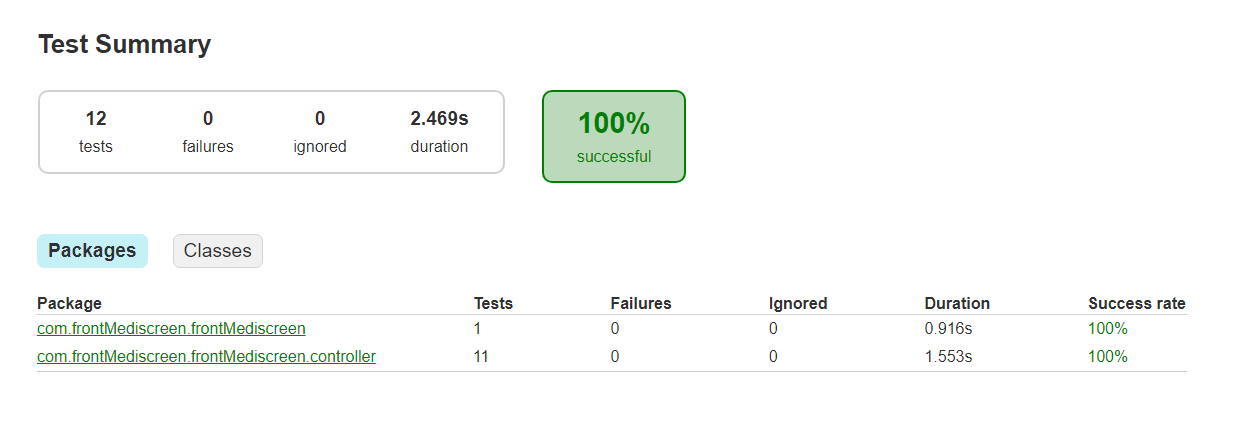 Test Summary
12 0 0 2.469s
tests failures ignored duration
100%
successful
Packages Classes
Package Tests Failures Ignored Duration Success rate
com.frontMediscreen.frontMediscreen 1 0 0 0.916s 100%
com.frontMediscreen.frontMediscreen.controller 11 0 0 1.553s 100%